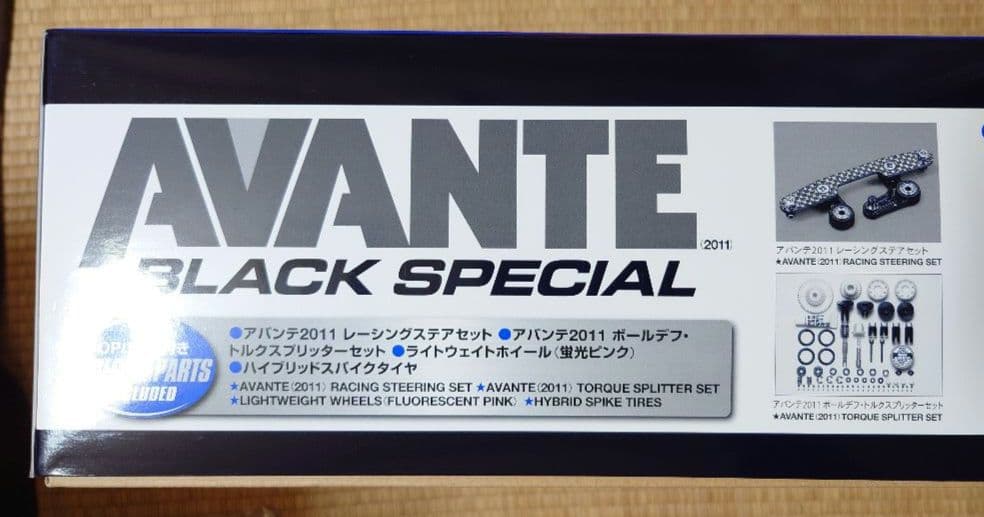 AVANTE
(2011)
BLACK SPECIAL
●アバンテ2011 レーシングステアセット ●アバンテ2011 ボールデフ・
トルクスプリッターセット ●ライトウェイトホイール（蛍光ピンク）
●ハイブリッドスパイクタイヤ
★AVANTE(2011) RACING STEERING SET ★AVANTE(2011) TORQUE SPLITTER SET
★LIGHTWEIGHT WHEELS(FLUORESCENT PINK) ★HYBRID SPIKE TIRES
PARTS
アバンテ2011 レーシングステアセット
★AVANTE(2011) RACING STEERING SET
アバンテ2011 ボールデフ・トルクスプリッターセット
★AVANTE(2011) TORQUE SPLITTER SET